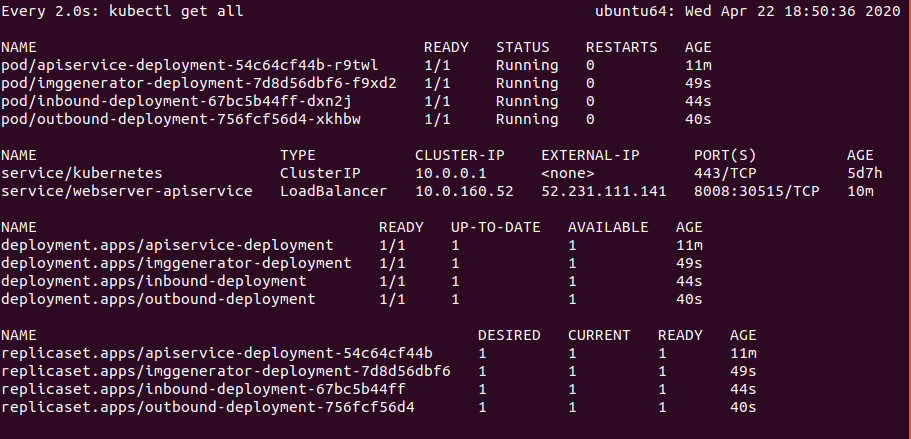 Every 2.0s: kubectl get all ubuntu64: Wed Apr 22 18:50:36 2020
NAME READY STATUS RESTARTS AGE
pod/apiservice-deployment-54c64cf44b-r9twl 1/1 Running 0 11m
pod/imggenerator-deployment-7d8d56dbf6-f9xd2 1/1 Running 0 49s
pod/inbound-deployment-67bc5b44ff-dxn2j 1/1 Running 0 44s
pod/outbound-deployment-756fcf56d4-xkhbw 1/1 Running 0 40s
NAME TYPE CLUSTER-IP EXTERNAL-IP PORT(S) AGE
service/kubernetes ClusterIP 10.0.0.1 <none> 443/TCP 5d7h
service/webserver-apiservice LoadBalancer 10.0.160.52 52.231.111.141 8008:30515/TCP 10m
NAME READY UP-TO-DATE AVAILABLE AGE
deployment.apps/apiservice-deployment 1/1 1 1 11m
deployment.apps/imggenerator-deployment 1/1 1 1 49s
deployment.apps/inbound-deployment 1/1 1 1 44s
deployment.apps/outbound-deployment 1/1 1 1 40s
NAME DESIRED CURRENT READY AGE
replicaset.apps/apiservice-deployment-54c64cf44b 1 1 1 11m
replicaset.apps/imggenerator-deployment-7d8d56dbf6 1 1 1 49s
replicaset.apps/inbound-deployment-67bc5b44ff 1 1 1 44s
replicaset.apps/outbound-deployment-756fcf56d4 1 1 1 40s